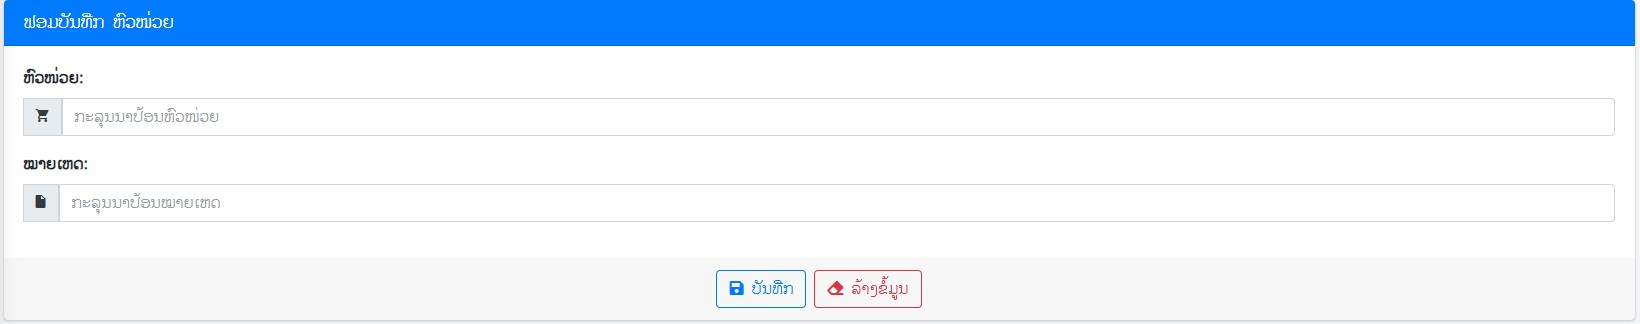 ຟອມບັນທຶກ ຫົວໜ່ວຍ
ຫົວໜ່ວຍ:
ກະລຸນນາປ້ອນຫົວໜ່ວຍ
ໝາຍເຫດ:
ກະລຸນນາປ້ອນໝາຍເຫດ
ບັນທຶກ
ລ້າງຂໍ້ມູນ